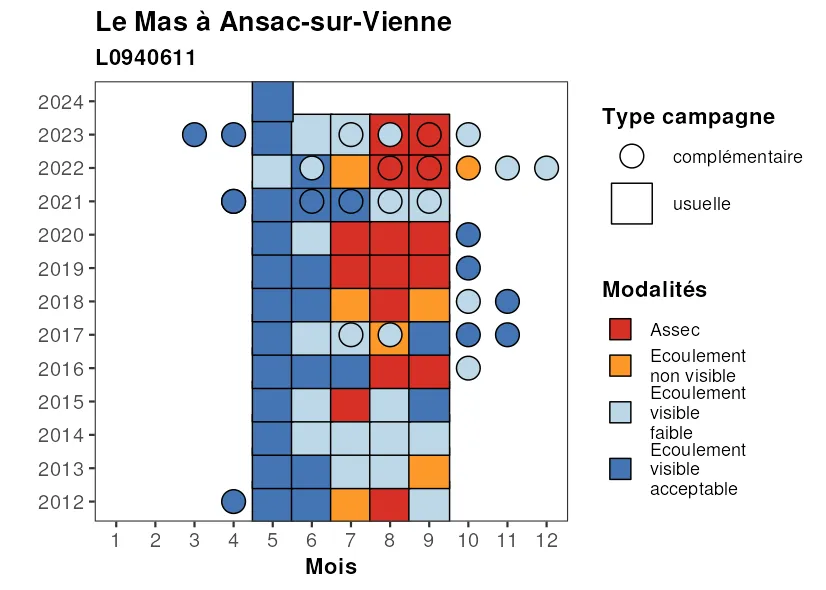 Le Mas à Ansac-sur-Vienne
L0940611
2024
2023
2022
2021
2020
2019
2018
2017
2016
2015
2014
2013
2012
1 2 3 4 5 6 7 8 9 10 11 12
Mois
Type campagne
complémentaire
usuelle
Modalités
Assec
Ecoulement
non visible
Ecoulement
visible
faible
Ecoulement
visible
acceptable